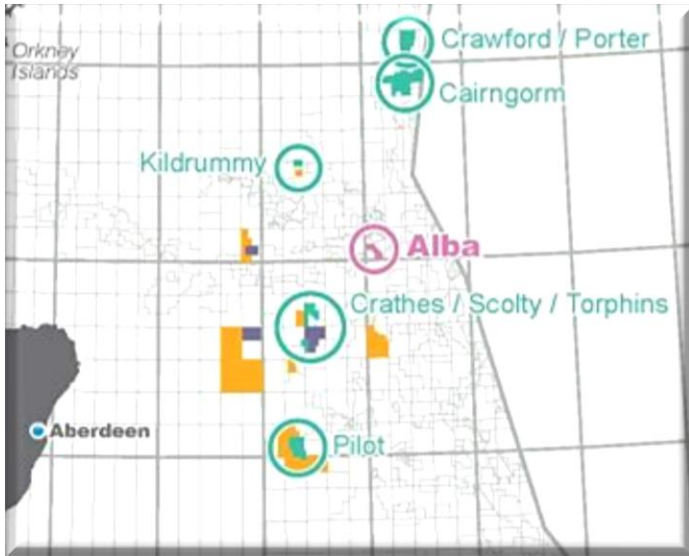 Orkney
Islands
Crawford / Porter
Cairngorm
Kildrummy
Alba
Crathes / Scolty / Torphins
Aberdeen
Pilot